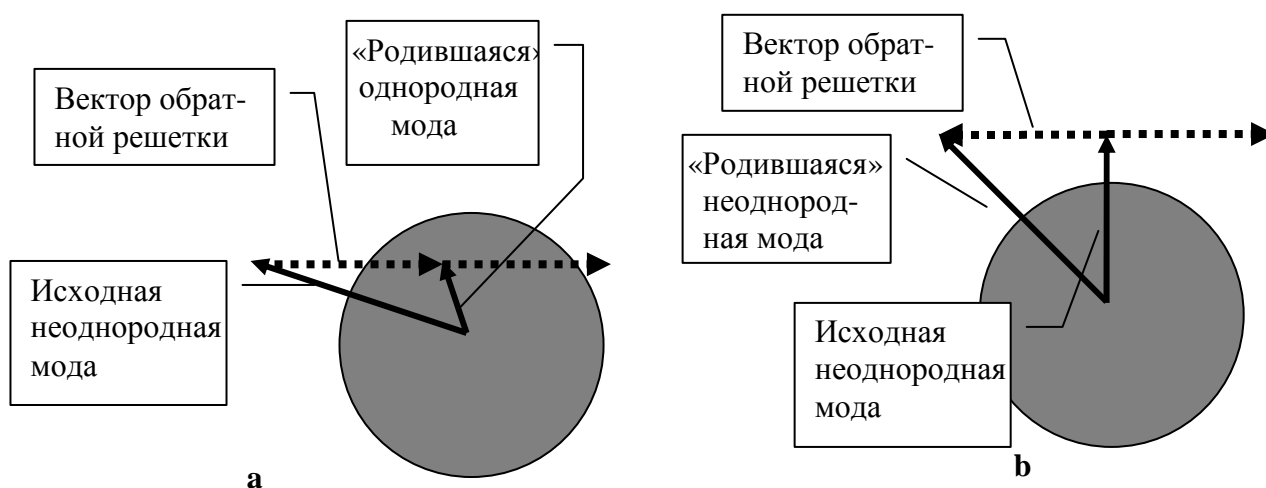 Вектор обрат-
ной решетки
«Родившаяся»
однородная
мода
Исходная
неоднородная
мода
a
Вектор обрат-
ной решетки
«Родившаяся»
неоднород-
ная мода
Исходная
неоднородная
мода
b